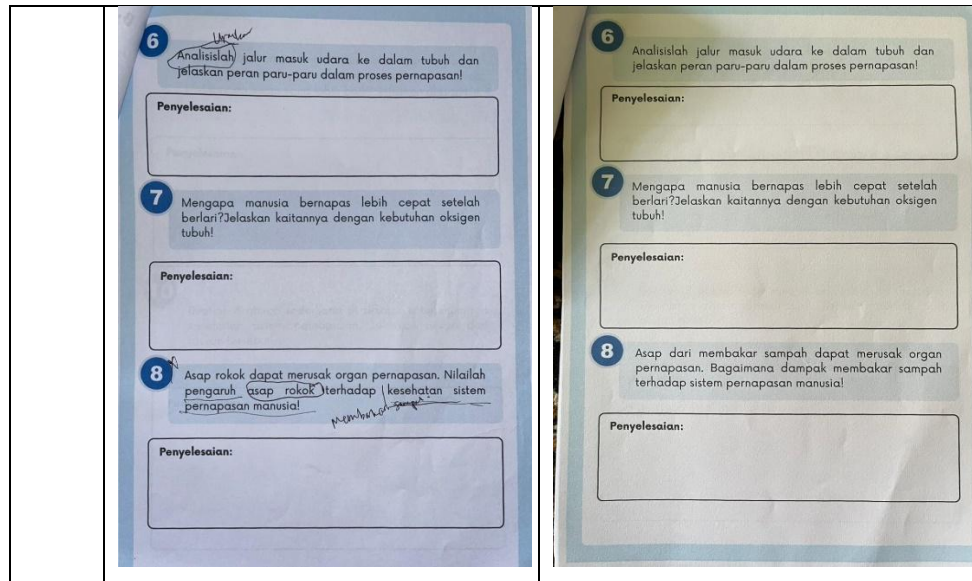 6
Analisislah jalur masuk udara ke dalam tubuh dan
jelaskan peran paru-paru dalam proses pernapasan!
Penyelesaian:
7
Mengapa manusia bernapas lebih cepat setelah
berlari?Jelaskan kaitannya dengan kebutuhan oksigen
tubuh!
Penyelesaian:
8
Asap rokok dapat merusak organ pernapasan. Nilailah
pengaruh asap rokok terhadap kesehatan sistem
pernapasan manusia!
Membakar sampah
Penyelesaian:
6
Analisislah jalur masuk udara ke dalam tubuh dan
jelaskan peran paru-paru dalam proses pernapasan!
Penyelesaian:
7
Mengapa manusia bernapas lebih cepat setelah
berlari?Jelaskan kaitannya dengan kebutuhan oksigen
tubuh!
Penyelesaian:
8
Asap dari membakar sampah dapat merusak organ
pernapasan. Bagaimana dampak membakar sampah
terhadap sistem pernapasan manusia!
Penyelesaian: